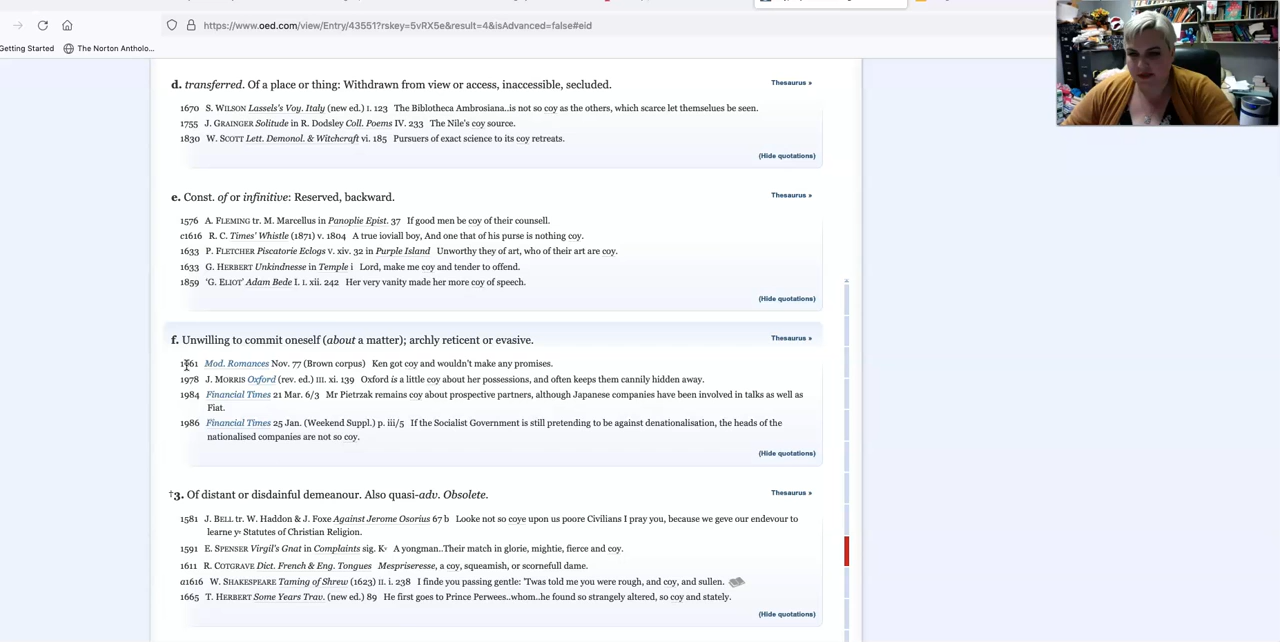 https://www.oed.com/view/Entry/43551?rskey=5vRX5e&result=4&isAdvanced=false#eid
Getting Started The Norton Antholo...
d. transferred. Of a place or thing: Withdrawn from view or access, inaccessible, secluded.
Thesaurus »
1670 S. WILSON Lassels's Voy. Italy (new ed.) I. 123 The Bibliotheca Ambrosiana..is not so coy as the others, which scarce let themselues be seen.
1755 J. GRAINGER Solitude in R. Dodsley Coll. Poems IV. 233 The Nile's coy source.
1830 W. SCOTT Lett. Demonol. & Witchcraft vi. 185 Pursuers of exact science to its coy retreats.
(Hide quotations)
e. Const. of or infinitive: Reserved, backward.
Thesaurus »
1576 A. FLEMING tr. M. Marcellus in Panoplie Epist. 37 If good men be coy of their counsell.
c1616 R. C. Times' Whistle (1871) v. 1804 A true ioviall boy, And one that of his purse is nothing coy.
1633 P. FLETCHER Piscatorie Eclogs v. xiv. 32 in Purple Island Unworthy they of art, who of their art are coy.
1633 G. HERBERT Unkindnesse in Temple i Lord, make me coy and tender to offend.
1859 'G. ELIOT' Adam Bede I. I. xii. 242 Her very vanity made her more coy of speech.
(Hide quotations)
f. Unwilling to commit oneself (about a matter); archly reticent or evasive.
Thesaurus »
1961 Mod. Romances Nov. 77 (Brown corpus) Ken got coy and wouldn't make any promises.
1978 J. MORRIS Oxford (rev. ed.) III. xi. 139 Oxford is a little coy about her possessions, and often keeps them cannily hidden away.
1984 Financial Times 21 Mar. 6/3 Mr Pietrzak remains coy about prospective partners, although Japanese companies have been involved in talks as well as
Fiat.
1986 Financial Times 25 Jan. (Weekend Suppl.) p. iii/5 If the Socialist Government is still pretending to be against denationalisation, the heads of the
nationalised companies are not so coy.
(Hide quotations)
†3. Of distant or disdainful demeanour. Also quasi-adv. Obsolete.
Thesaurus »
1581 J. BELL tr. W. Haddon & J. Foxe Against Jerome Osorius 67 b Looke not so coye upon us poore Civilians I pray you, because we geve our endevour to
learne yᵉ Statutes of Christian Religion.
1591 E. SPENSER Virgil's Gnat in Complaints sig. Kᵛ A yongman..Their match in glorie, mightie, fierce and coy.
1611 R. COTGRAVE Dict. French & Eng. Tongues Mespriseresse, a coy, squeamish, or scornefull dame.
a1616 W. SHAKESPEARE Taming of Shrew (1623) II. i. 238 I finde you passing gentle: 'Twas told me you were rough, and coy, and sullen.
1665 T. HERBERT Some Years Trav. (new ed.) 89 He first goes to Prince Perwees..whom..he found so strangely altered, so coy and stately.
(Hide quotations)